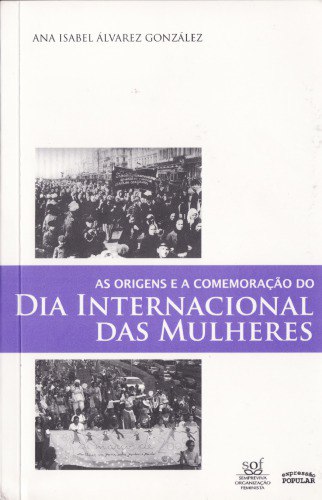 ANA ISABEL ÁLVAREZ GONZÁLEZ
AS ORIGENS E A COMEMORAÇÃO DO
DIA INTERNACIONAL
DAS MULHERES
sof
SEMPREVIVA
ORGANIZAÇÃO
FEMINISTA
expressão
POPULAR